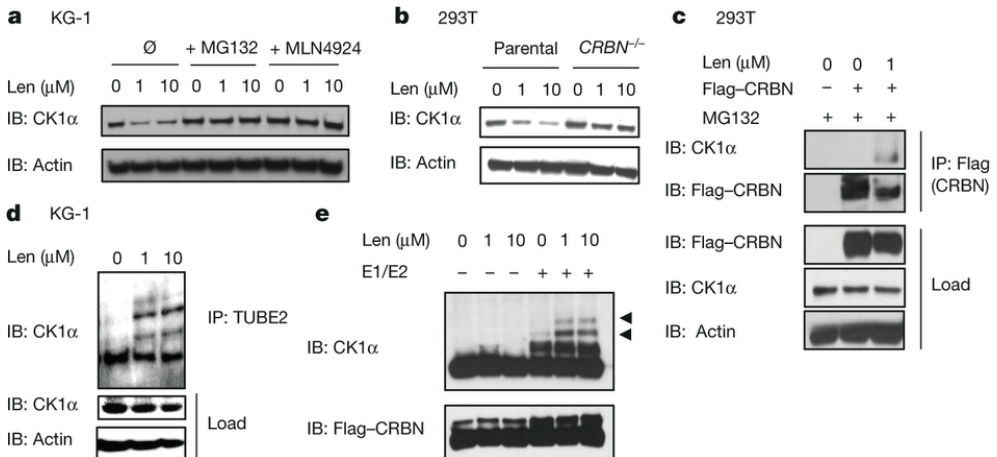 a KG-1
Ø + MG132 + MLN4924
Len (μM) 0 1 10 0 1 10 0 1 10
IB: CK1α
IB: Actin
b 293T
Parental CRBN–/–
Len (μM) 0 1 10 0 1 10
IB: CK1α
IB: Actin
c 293T
Len (μM) 0 0 1
Flag–CRBN – + +
MG132 + + +
IB: CK1α
IB: Flag–CRBN
IP: Flag
(CRBN)
IB: Flag–CRBN
IB: CK1α
IB: Actin
Load
d KG-1
Len (μM) 0 1 10
IB: CK1α
IP: TUBE2
IB: CK1α
IB: Actin
Load
e
Len (μM) 0 1 10 0 1 10
E1/E2 – – – + + +
IB: CK1α
IB: Flag–CRBN